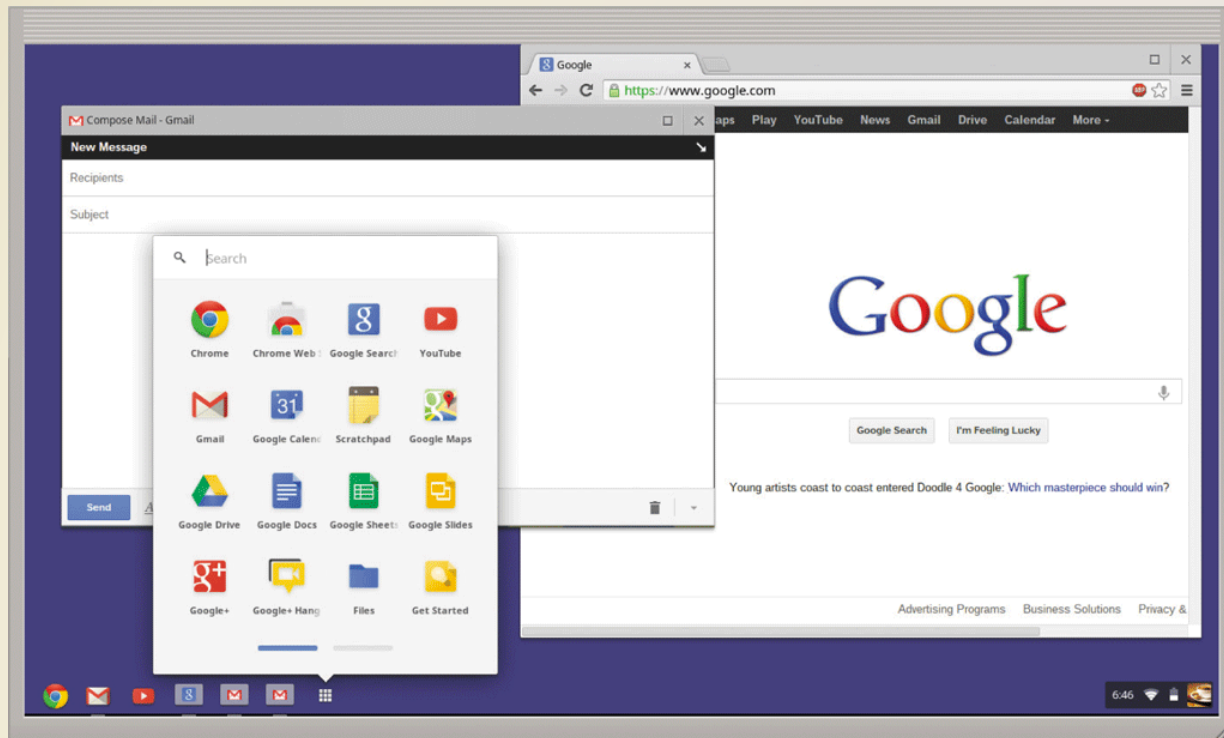 Google
https://www.google.com
ABP
Compose Mail - Gmail
aps Play YouTube News Gmail Drive Calendar More
New Message
Recipients
Subject
Search
Chrome
Chrome Web
Google Search
YouTube
31
Gmail
Google Calend
Scratchpad
Google Maps
Google Drive
Google Docs
Google Sheets
Google Slides
g+
Google+
Google+ Hang
Files
Get Started
Send
A
Google
Google Search
I'm Feeling Lucky
Young artists coast to coast entered Doodle 4 Google: Which masterpiece should win?
Advertising Programs Business Solutions Privacy &
6:46